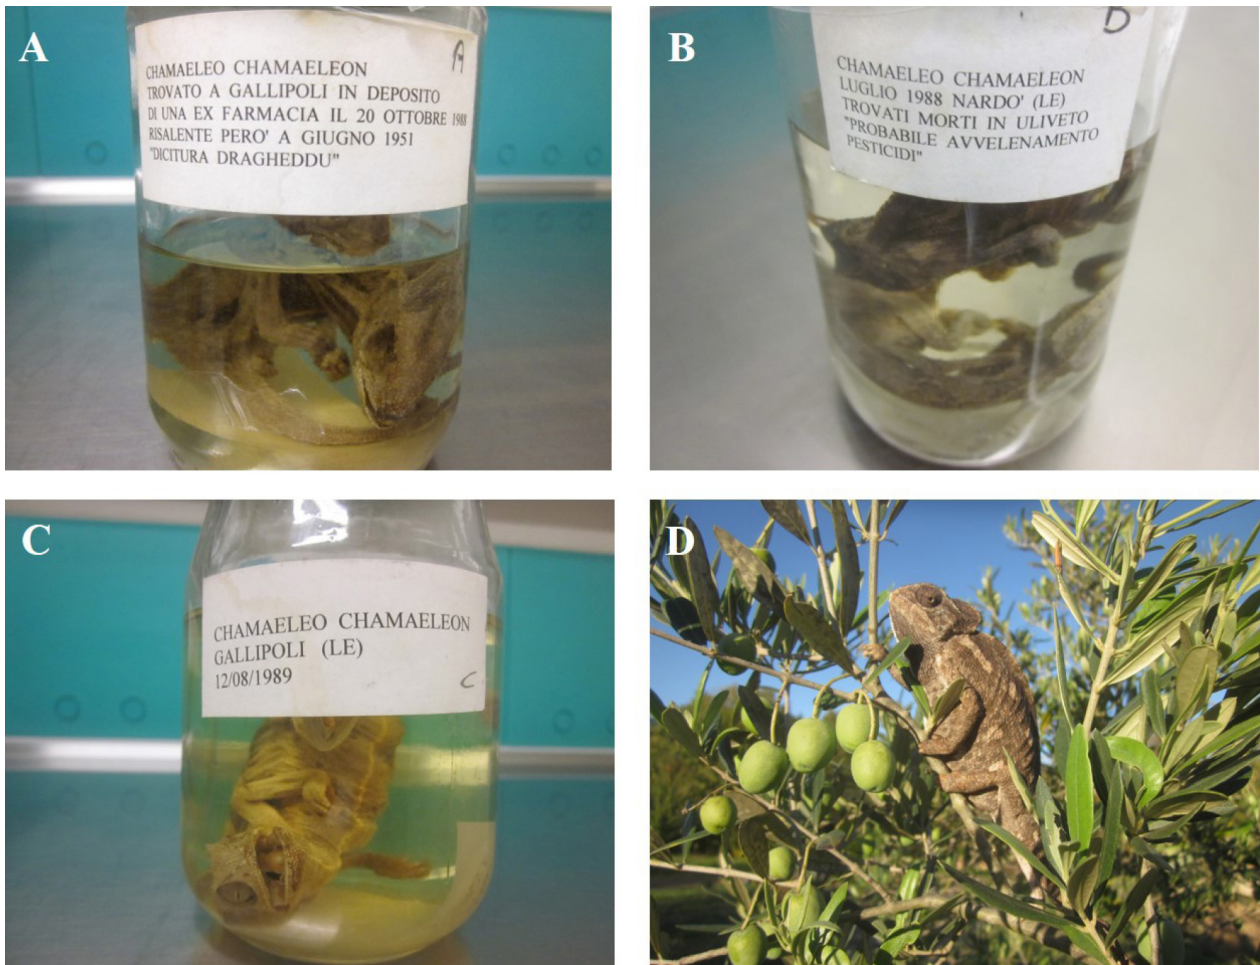 A
A
CHAMAELEO CHAMAELEON
TROVATO A GALLIPOLI IN DEPOSITO
DI UNA EX FARMACIA IL 20 OTTOBRE 1988
RISALENTE PERO' A GIUGNO 1951
"DICITURA DRAGHEDDU"
B
D
CHAMAELEO CHAMAELEON
LUGLIO 1988 NARDO' (LE)
TROVATI MORTI IN ULIVETO
"PROBABILE AVVELENAMENTO
PESTICIDI"
C
CHAMAELEO CHAMAELEON
GALLIPOLI (LE)
12/08/1989
C
D